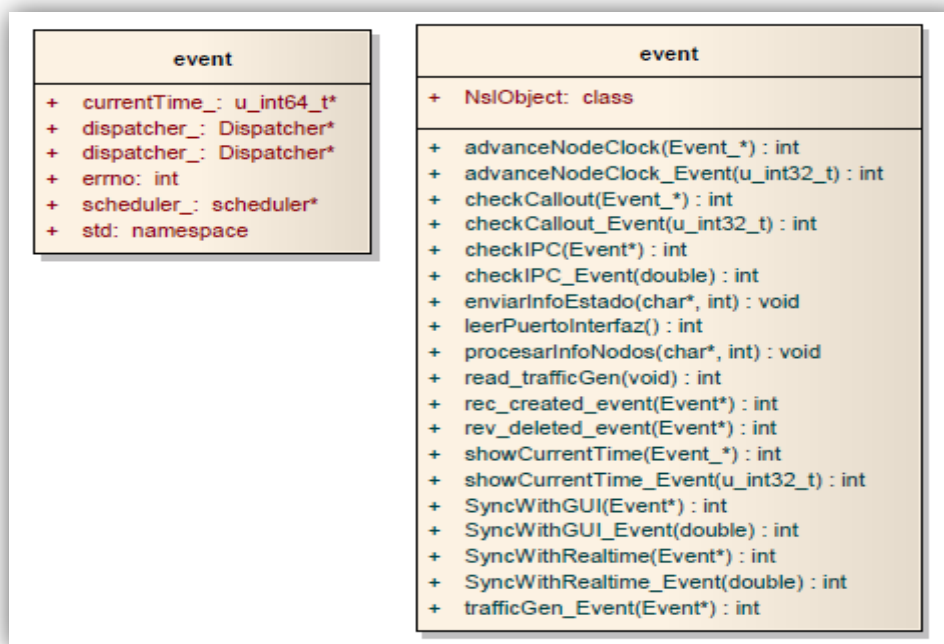 event
+ currentTime_: u_int64_t*
+ dispatcher_: Dispatcher*
+ dispatcher_: Dispatcher*
+ errno: int
+ scheduler_: scheduler*
+ std: namespace
event
+ NslObject: class
+ advanceNodeClock(Event_*) : int
+ advanceNodeClock_Event(u_int32_t) : int
+ checkCallout(Event_*) : int
+ checkCallout_Event(u_int32_t) : int
+ checkIPC(Event*) : int
+ checkIPC_Event(double) : int
+ enviarInfoEstado(char*, int) : void
+ leerPuertoInterfaz() : int
+ procesarInfoNodos(char*, int) : void
+ read_trafficGen(void) : int
+ rec_created_event(Event*) : int
+ rev_deleted_event(Event*) : int
+ showCurrentTime(Event_*) : int
+ showCurrentTime_Event(u_int32_t) : int
+ SyncWithGUI(Event*) : int
+ SyncWithGUI_Event(double) : int
+ SyncWithRealtime(Event*) : int
+ SyncWithRealtime_Event(double) : int
+ trafficGen_Event(Event*) : int